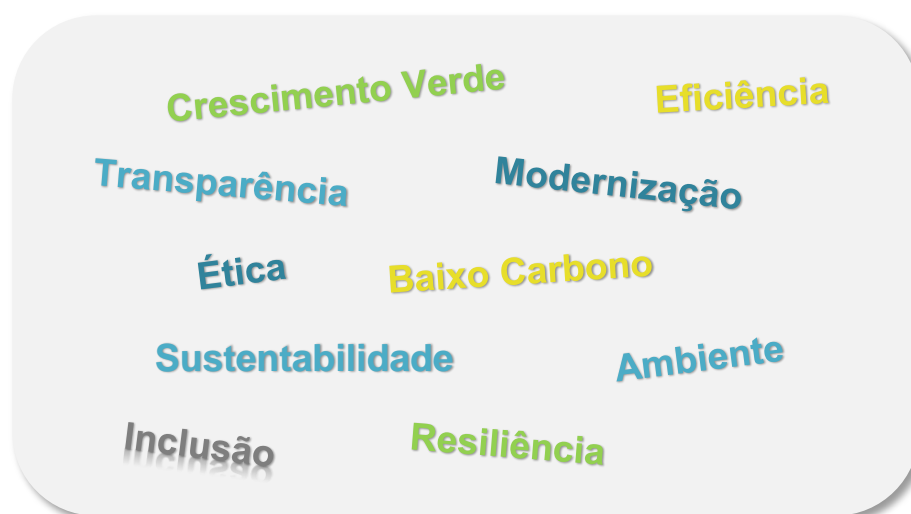 Crescimento Verde
Eficiência
Transparência
Modernização
Ética
Baixo Carbono
Sustentabilidade
Ambiente
Inclusão
Resiliência